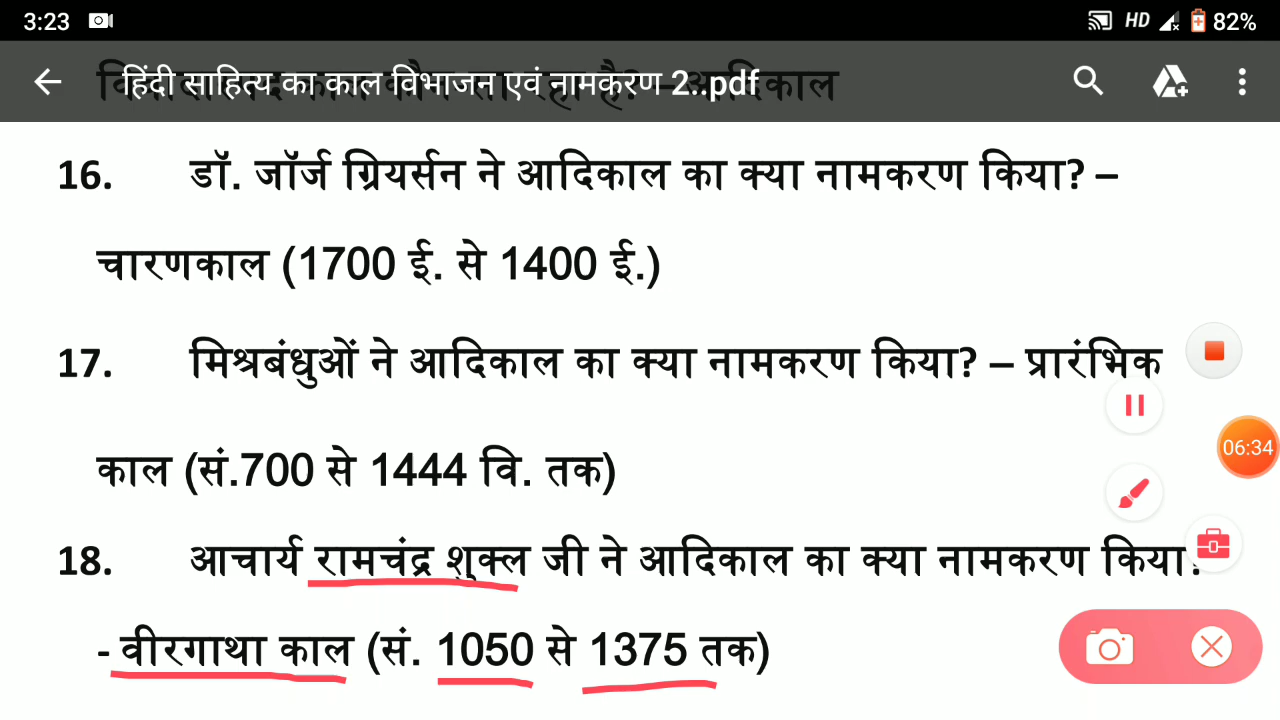 3:23 HD 82%
हिंदी साहित्य का काल विभाजन एवं नामकरण 2..pdf
आदिकाल
16. डॉ. जॉर्ज ग्रियर्सन ने आदिकाल का क्या नामकरण किया? –
चारणकाल (1700 ई. से 1400 ई.)
17. मिश्रबंधुओं ने आदिकाल का क्या नामकरण किया? – प्रारंभिक
काल (सं.700 से 1444 वि. तक)
06:34
18. आचार्य रामचंद्र शुक्ल जी ने आदिकाल का क्या नामकरण किया?
- वीरगाथा काल (सं. 1050 से 1375 तक)